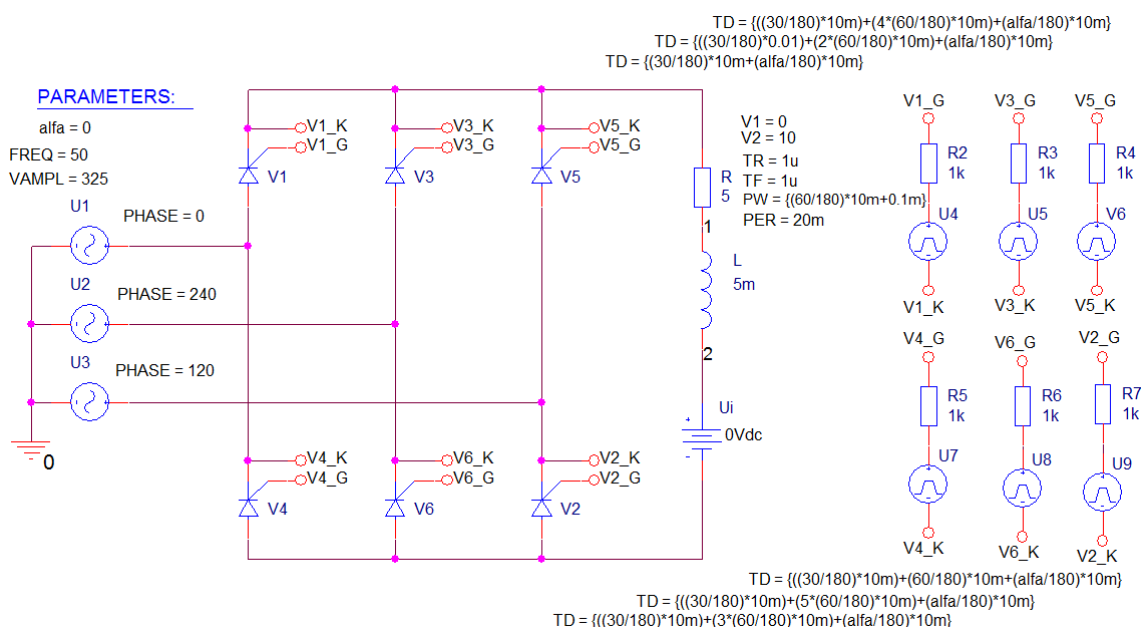 TD = {((30/180)*10m)+(4*(60/180)*10m)+(alfa/180)*10m}
TD = {((30/180)*0.01)+(2*(60/180)*10m)+(alfa/180)*10m}
TD = {(30/180)*10m+(alfa/180)*10m}
PARAMETERS:
alfa = 0
FREQ = 50
VAMPL = 325
V1_K
V1_G
V1
V3_K
V3_G
V3
V5_K
V5_G
V5
U1
PHASE = 0
U2
PHASE = 240
U3
PHASE = 120
0
R
5
1
L
5m
2
Ui
0Vdc
V1 = 0
V2 = 10
TR = 1u
TF = 1u
PW = {(60/180)*10m+0.1m}
PER = 20m
V1_G
V3_G
V5_G
R2
1k
R3
1k
R4
1k
U4
U5
V6
V1_K
V3_K
V5_K
V4_G
V6_G
V2_G
R5
1k
R6
1k
R7
1k
U7
U8
U9
V4_K
V6_K
V2_K
V4_K
V4_G
V4
V6_K
V6_G
V6
V2_K
V2_G
V2
TD = {((30/180)*10m)+(60/180)*10m+(alfa/180)*10m}
TD = {((30/180)*10m)+(5*(60/180)*10m)+(alfa/180)*10m}
TD = {((30/180)*10m)+(3*(60/180)*10m)+(alfa/180)*10m}